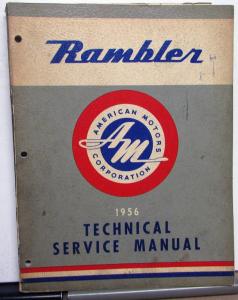 Rambler
AMERICAN MOTORS
AM
CORPORATION
1956
TECHNICAL
SERVICE MANUAL